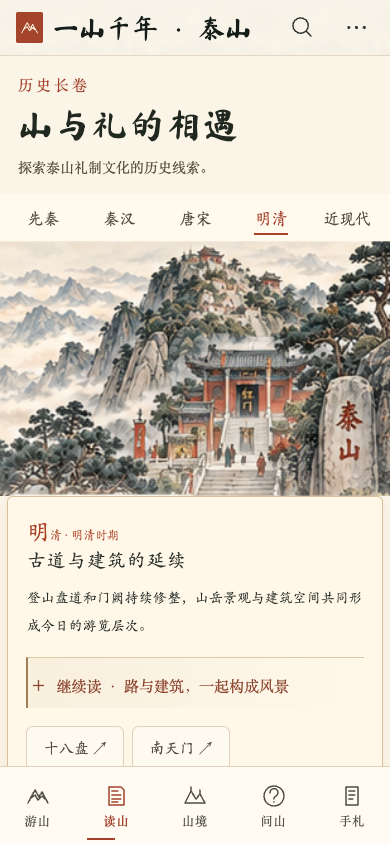 一山千年 · 泰山
历史长卷
山与礼的相遇
探索泰山礼制文化的历史线索。
先秦 秦汉 唐宋 明清 近现代
红门
泰山
明清 · 明清时期
古道与建筑的延续
登山盘道和门阙持续修整，山岳景观与建筑空间共同形
成今日的游览层次。
+ 继续读 · 路与建筑，一起构成风景
十八盘 ↗ 南天门 ↗
游山 读山 山境 问山 手札